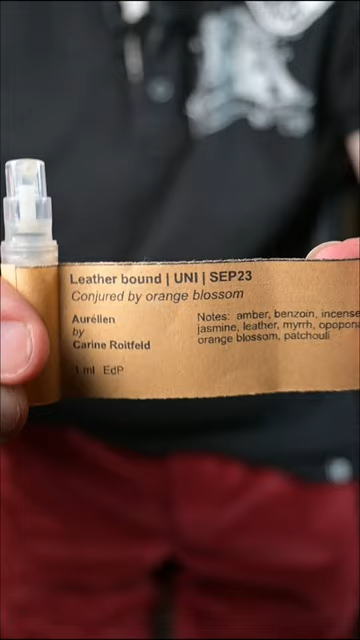 Leather bound | UNI | SEP23
Conjured by orange blossom
Aurélien
by
Carine Roitfeld
1 ml EdP
Notes: amber, benzoin, incense
jasmine, leather, myrrh, opopon
orange blossom, patchouli